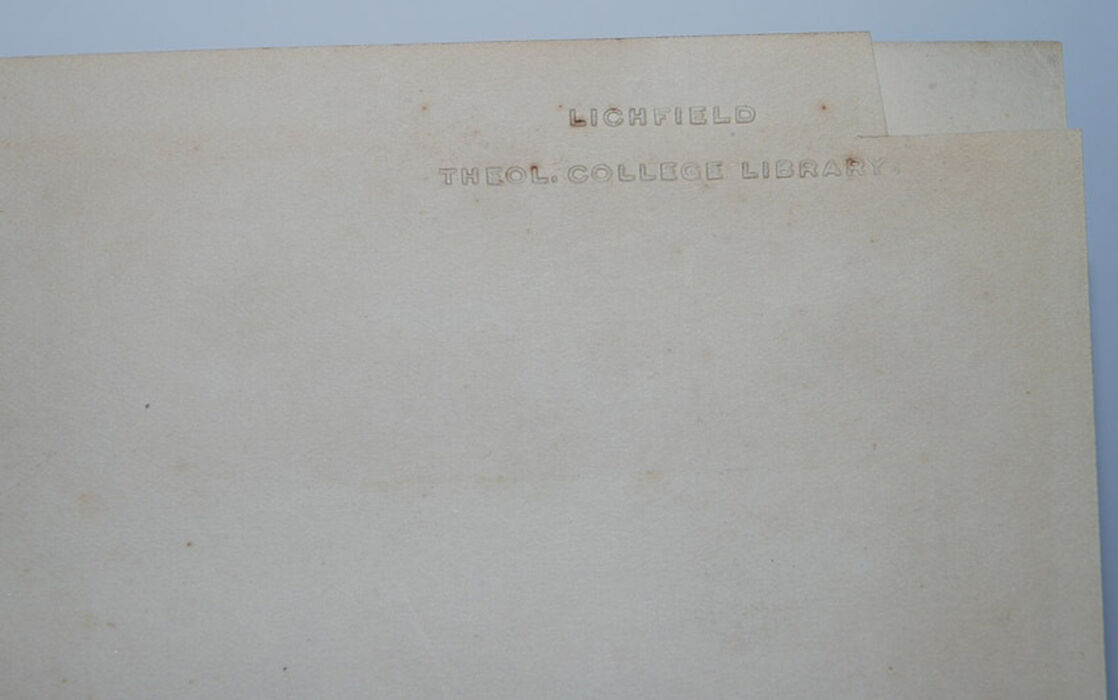 LICHFIELD
THEOL. COLLEGE LIBRARY.